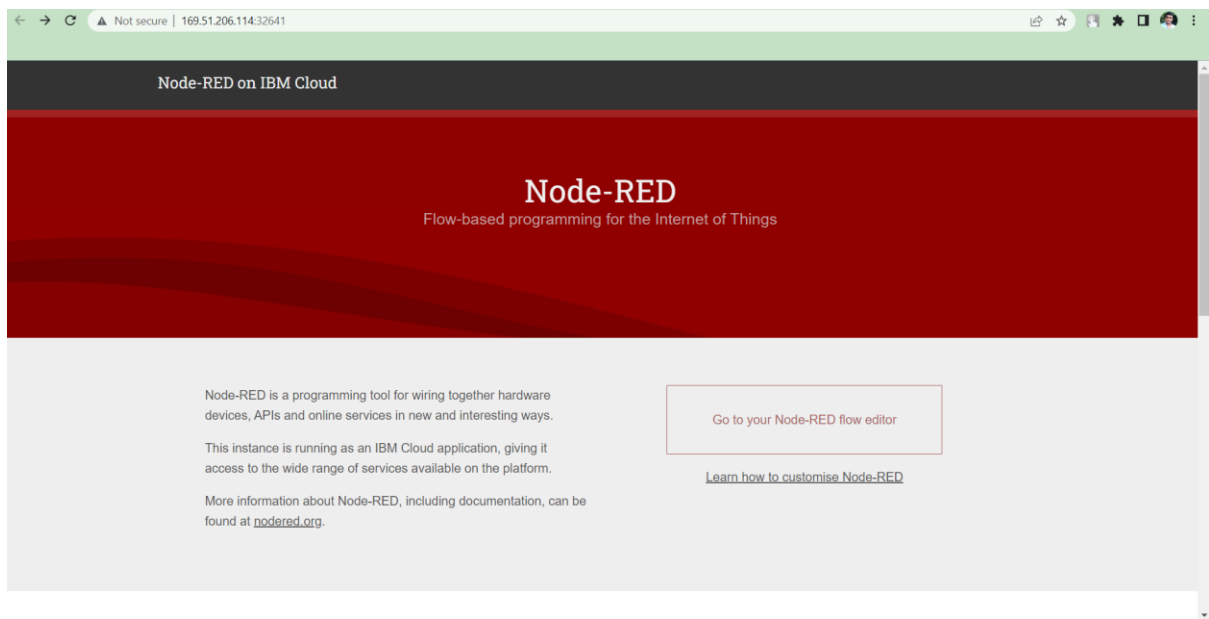 Not secure | 169.51.206.114:32641
Node-RED on IBM Cloud
Node-RED
Flow-based programming for the Internet of Things
Node-RED is a programming tool for wiring together hardware
devices, APIs and online services in new and interesting ways.
This instance is running as an IBM Cloud application, giving it
access to the wide range of services available on the platform.
More information about Node-RED, including documentation, can be
found at nodered.org.
Go to your Node-RED flow editor
Learn how to customise Node-RED